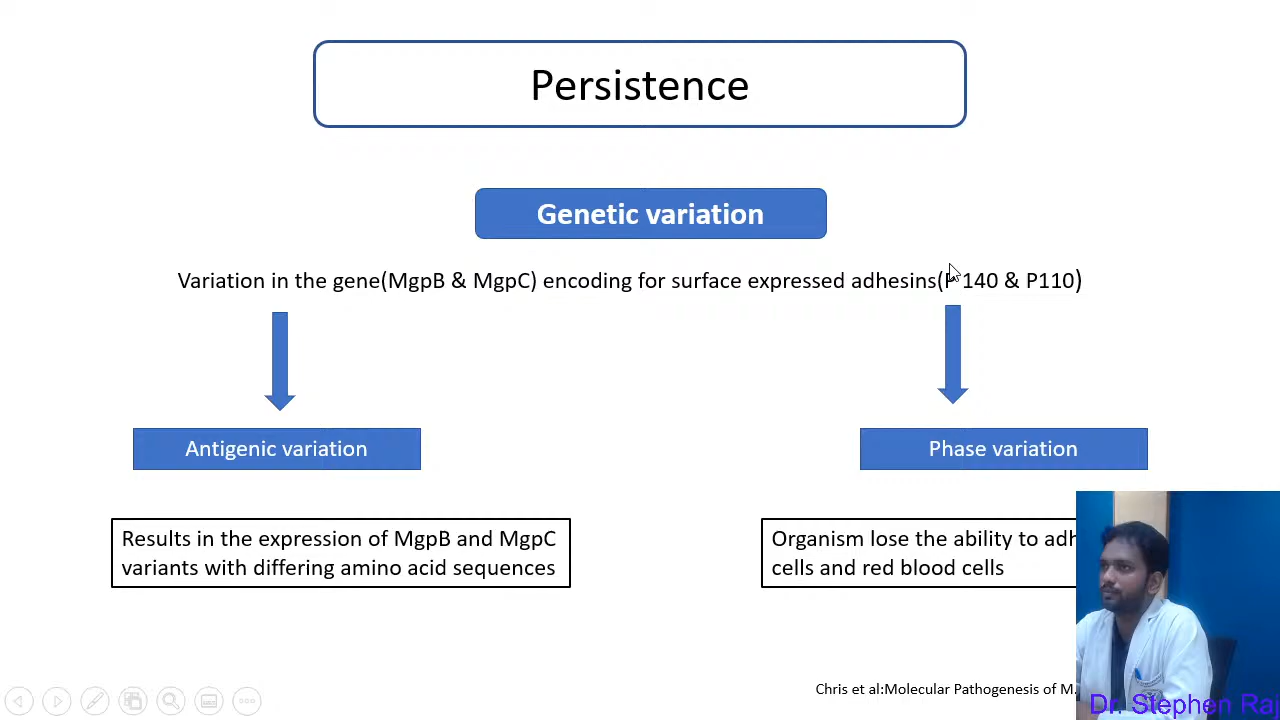 Persistence
Genetic variation
Variation in the gene(MgpB & MgpC) encoding for surface expressed adhesins(P140 & P110)
Antigenic variation
Phase variation
Results in the expression of MgpB and MgpC
variants with differing amino acid sequences
Organism lose the ability to
cells and red blood cells
Chris et al:Molecular Pathogenesis of M.
Dr. Stephen Raj